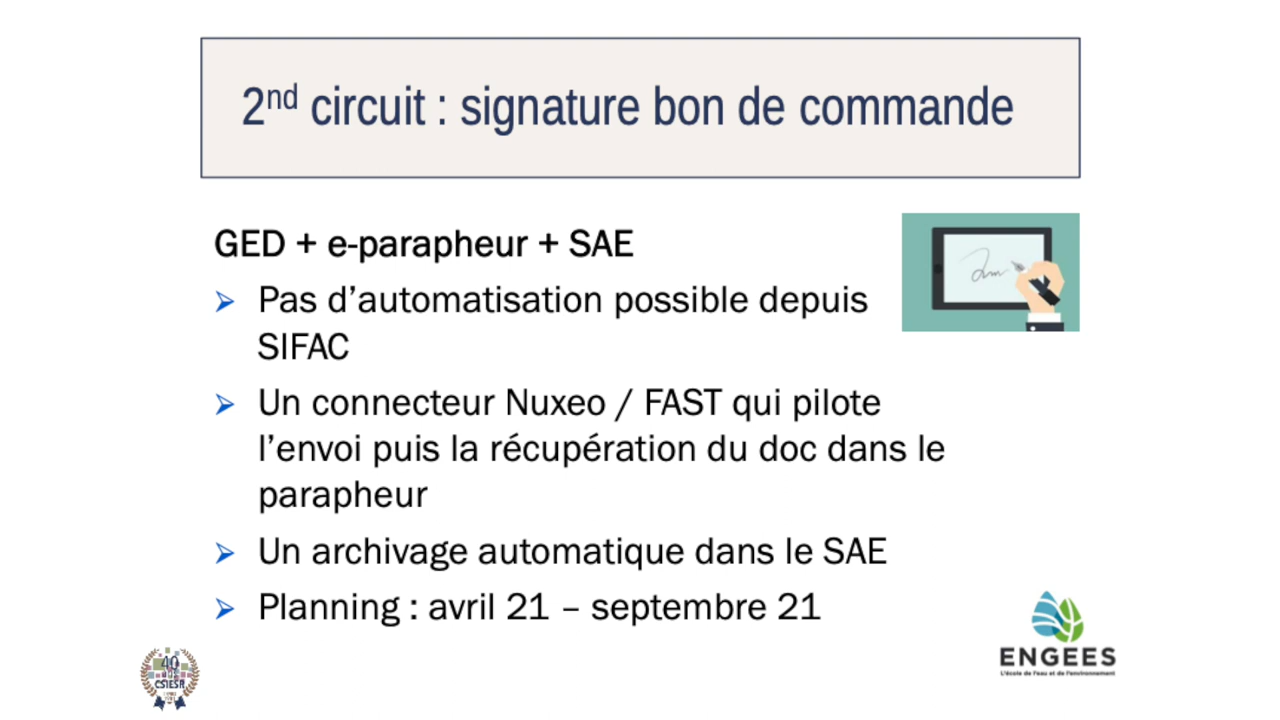 2nd circuit : signature bon de commande
GED + e-parapheur + SAE
Pas d’automatisation possible depuis
SIFAC
Un connecteur Nuxeo / FAST qui pilote
l’envoi puis la récupération du doc dans le
parapheur
Un archivage automatique dans le SAE
Planning : avril 21 – septembre 21
ENGEES
L'école de l'eau et de l'environnement
40
CSIESR